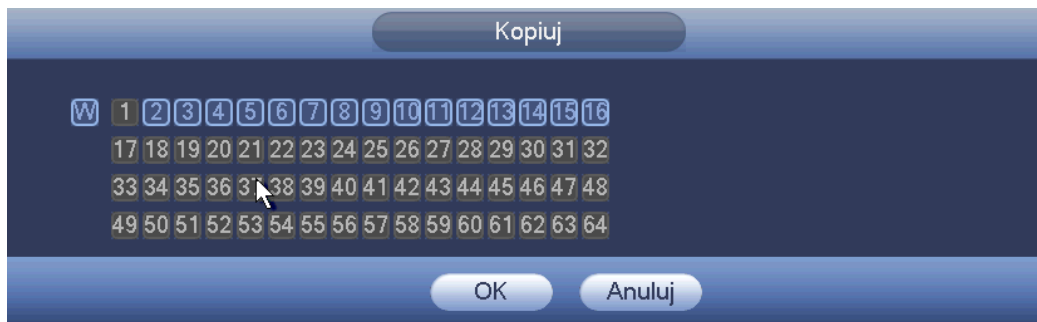 Kopiuj
W 1 2 3 4 5 6 7 8 9 10 11 12 13 14 15 16
17 18 19 20 21 22 23 24 25 26 27 28 29 30 31 32
33 34 35 36 37 38 39 40 41 42 43 44 45 46 47 48
49 50 51 52 53 54 55 56 57 58 59 60 61 62 63 64
OK Anuluj